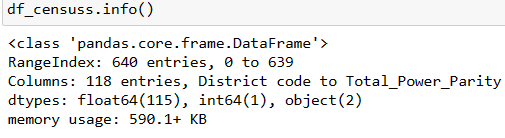 df_censuss.info()
<class 'pandas.core.frame.DataFrame'>
RangeIndex: 640 entries, 0 to 639
Columns: 118 entries, District code to Total_Power_Parity
dtypes: float64(115), int64(1), object(2)
memory usage: 590.1+ KB